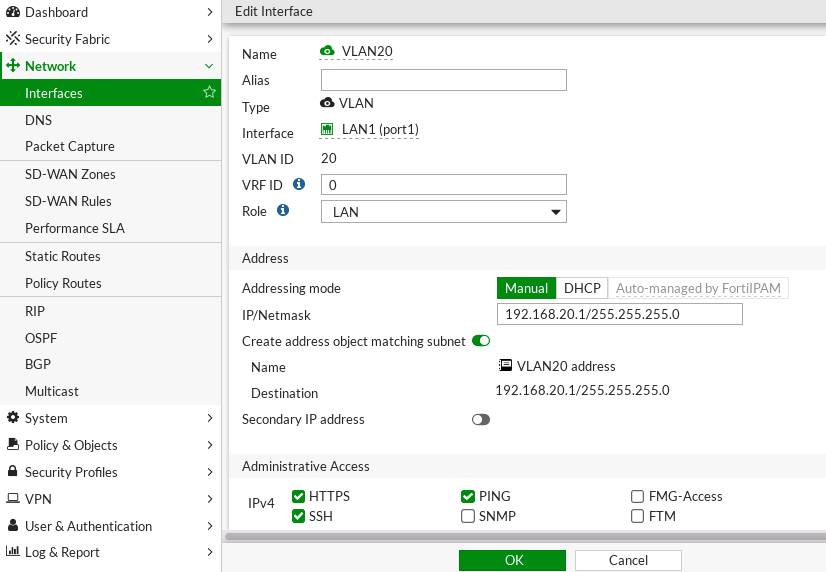 Dashboard
Security Fabric
Network
Interfaces
DNS
Packet Capture
SD-WAN Zones
SD-WAN Rules
Performance SLA
Static Routes
Policy Routes
RIP
OSPF
BGP
Multicast
System
Policy & Objects
Security Profiles
VPN
User & Authentication
Log & Report
Edit Interface
Name VLAN20
Alias
Type VLAN
Interface LAN1 (port1)
VLAN ID 20
VRF ID 0
Role LAN
Address
Addressing mode Manual DHCP Auto-managed by FortiIPAM
IP/Netmask 192.168.20.1/255.255.255.0
Create address object matching subnet
Name VLAN20 address
Destination 192.168.20.1/255.255.255.0
Secondary IP address
Administrative Access
IPv4 HTTPS PING FMG-Access
SSH SNMP FTM
OK Cancel